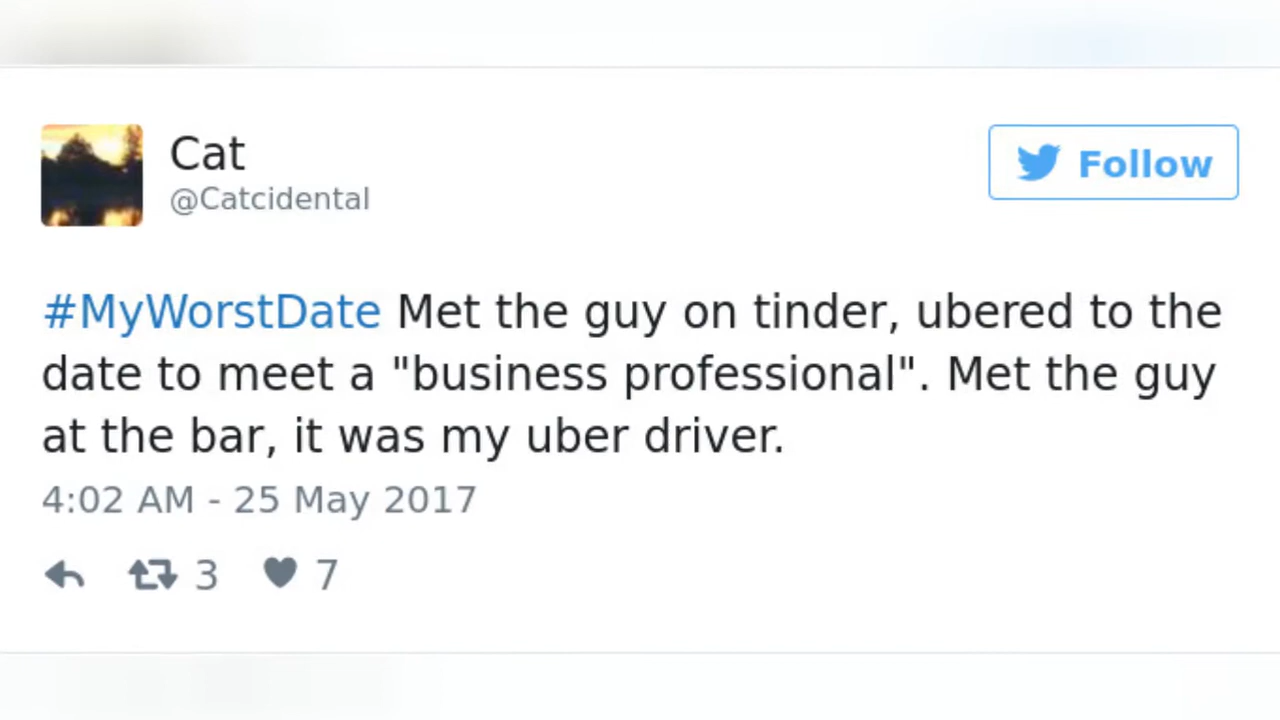 Cat
@Catcidental
Follow
#MyWorstDate Met the guy on tinder, ubered to the
date to meet a "business professional". Met the guy
at the bar, it was my uber driver.
4:02 AM - 25 May 2017
3 7